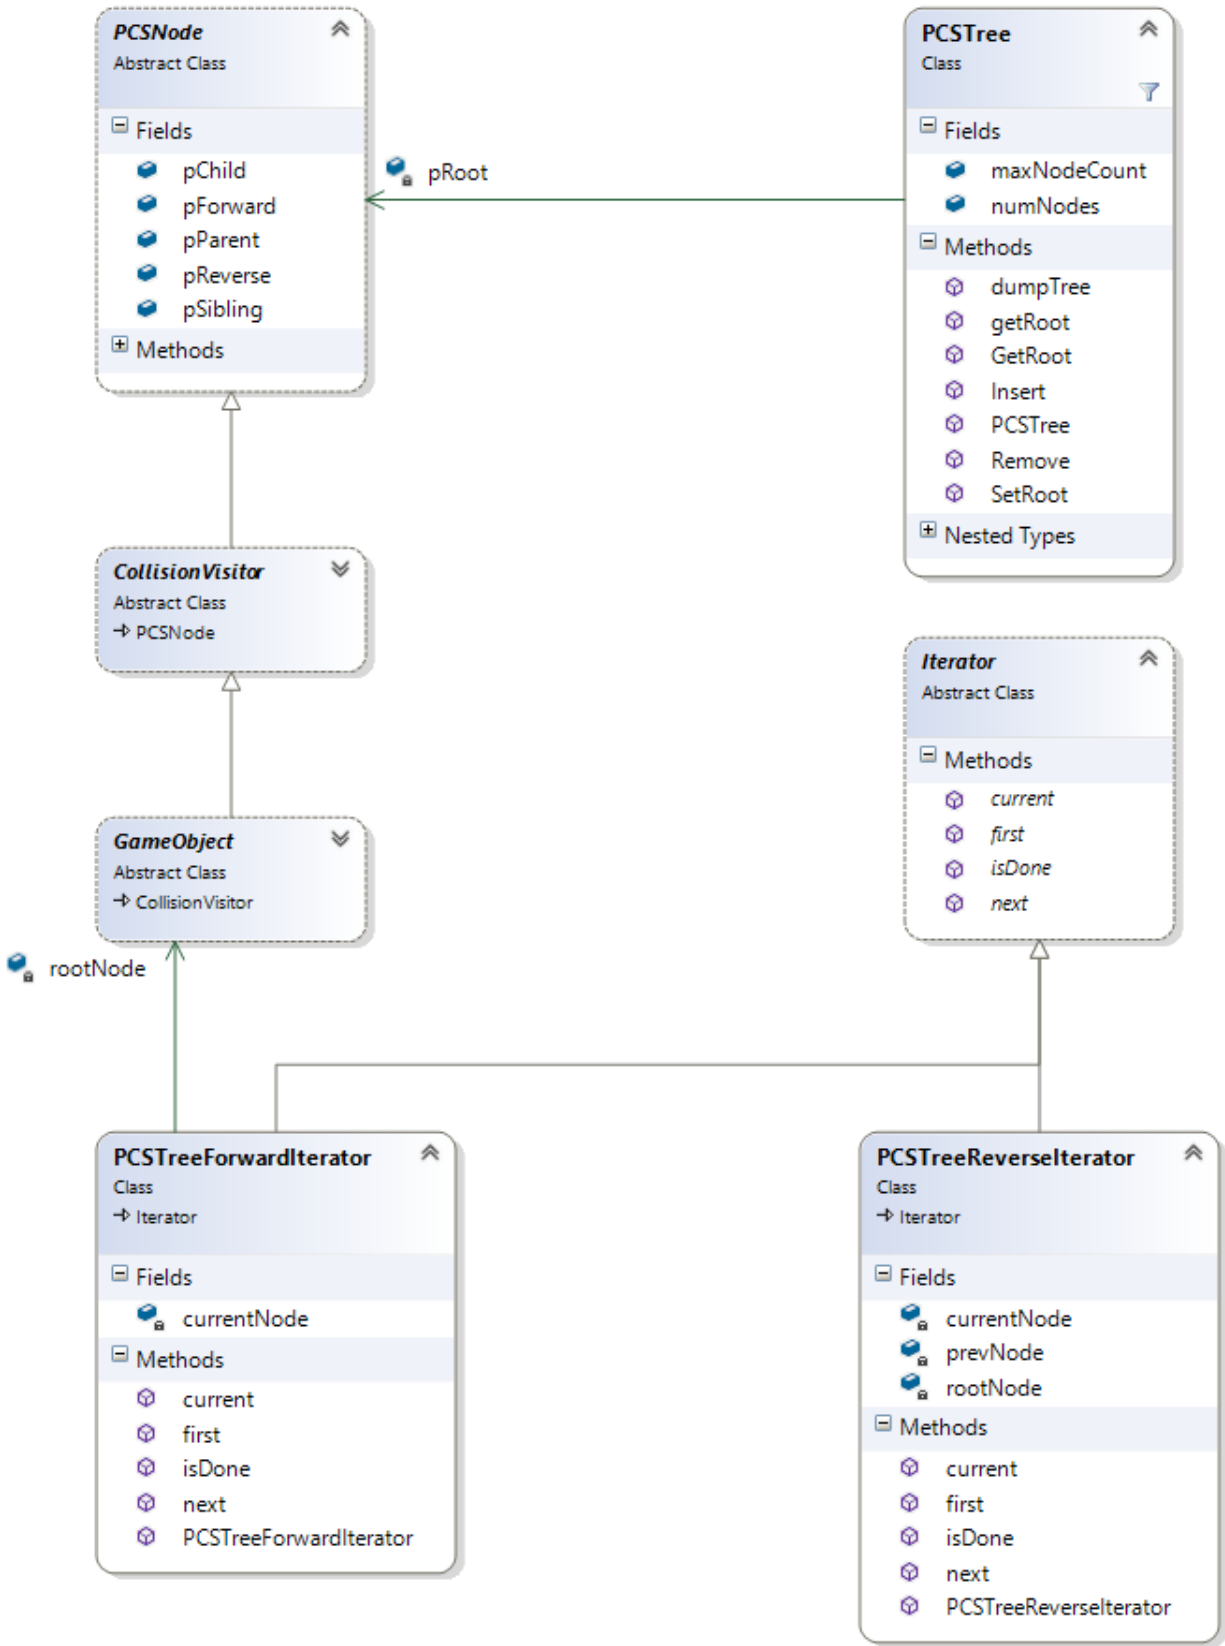 PCSNode
Abstract Class
Fields
pChild
pForward
pParent
pReverse
pSibling
Methods
pRoot
PCSTree
Class
Fields
maxNodeCount
numNodes
Methods
dumpTree
getRoot
GetRoot
Insert
PCSTree
Remove
SetRoot
Nested Types
CollisionVisitor
Abstract Class
PCSNode
Iterator
Abstract Class
Methods
current
first
isDone
next
GameObject
Abstract Class
CollisionVisitor
rootNode
PCSTreeForwardIterator
Class
Iterator
Fields
currentNode
Methods
current
first
isDone
next
PCSTreeForwardIterator
PCSTreeReverseIterator
Class
Iterator
Fields
currentNode
prevNode
rootNode
Methods
current
first
isDone
next
PCSTreeReverseIterator